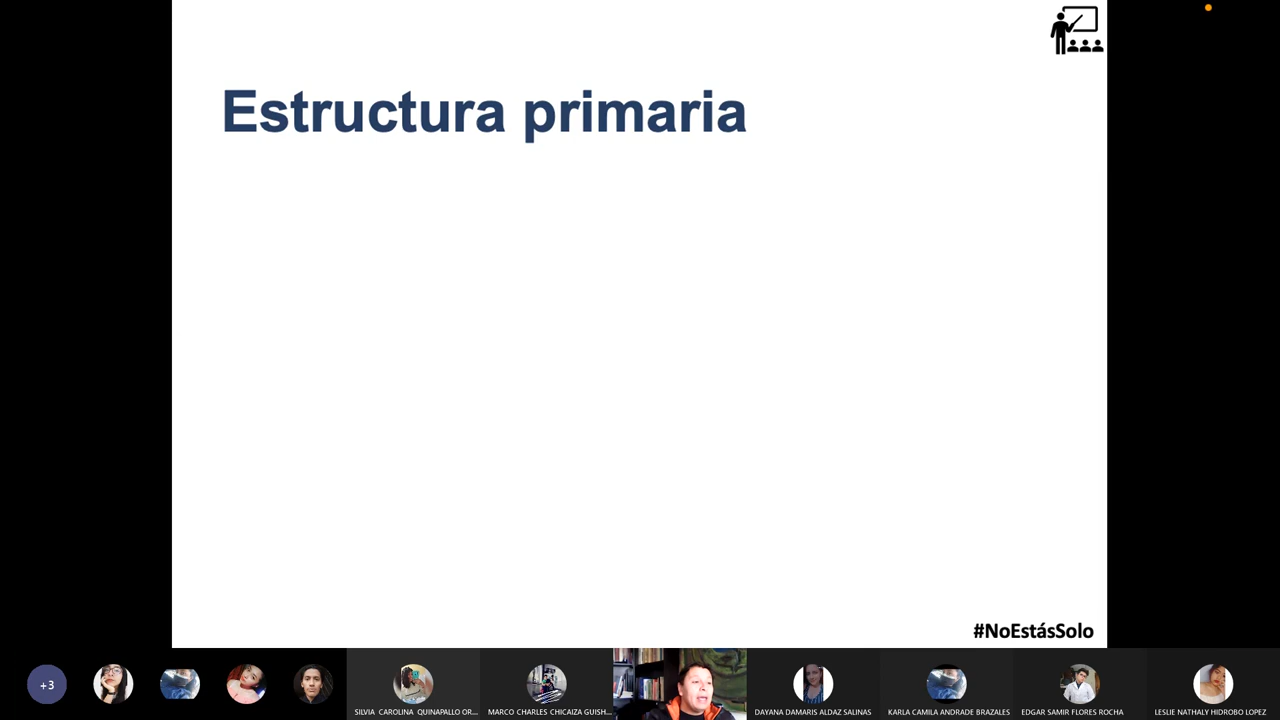 Estructura primaria
#NoEstásSolo
+3
SILVIA CAROLINA QUINAPALLO OR...
MARCO CHARLES CHICAIZA GUISH...
DAYANA DAMARIS ALDAZ SALINAS
KARLA CAMILA ANDRADE BRAZALES
EDGAR SAMIR FLORES ROCHA
LESLIE NATHALY HIDROBO LOPEZ